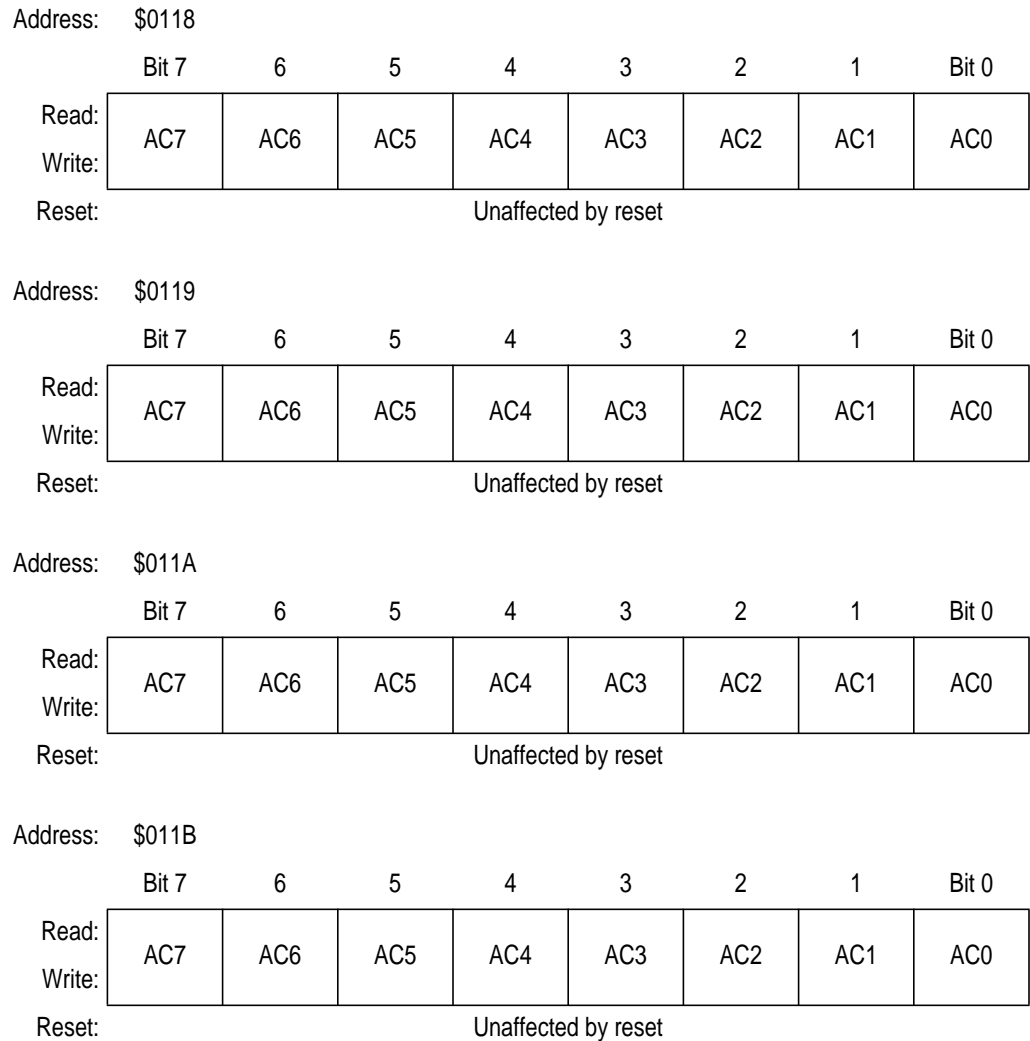 Address: $0118
Bit 7 6 5 4 3 2 1 Bit 0
Read:
AC7 AC6 AC5 AC4 AC3 AC2 AC1 AC0
Write:
Reset: Unaffected by reset
Address: $0119
Bit 7 6 5 4 3 2 1 Bit 0
Read:
AC7 AC6 AC5 AC4 AC3 AC2 AC1 AC0
Write:
Reset: Unaffected by reset
Address: $011A
Bit 7 6 5 4 3 2 1 Bit 0
Read:
AC7 AC6 AC5 AC4 AC3 AC2 AC1 AC0
Write:
Reset: Unaffected by reset
Address: $011B
Bit 7 6 5 4 3 2 1 Bit 0
Read:
AC7 AC6 AC5 AC4 AC3 AC2 AC1 AC0
Write:
Reset: Unaffected by reset